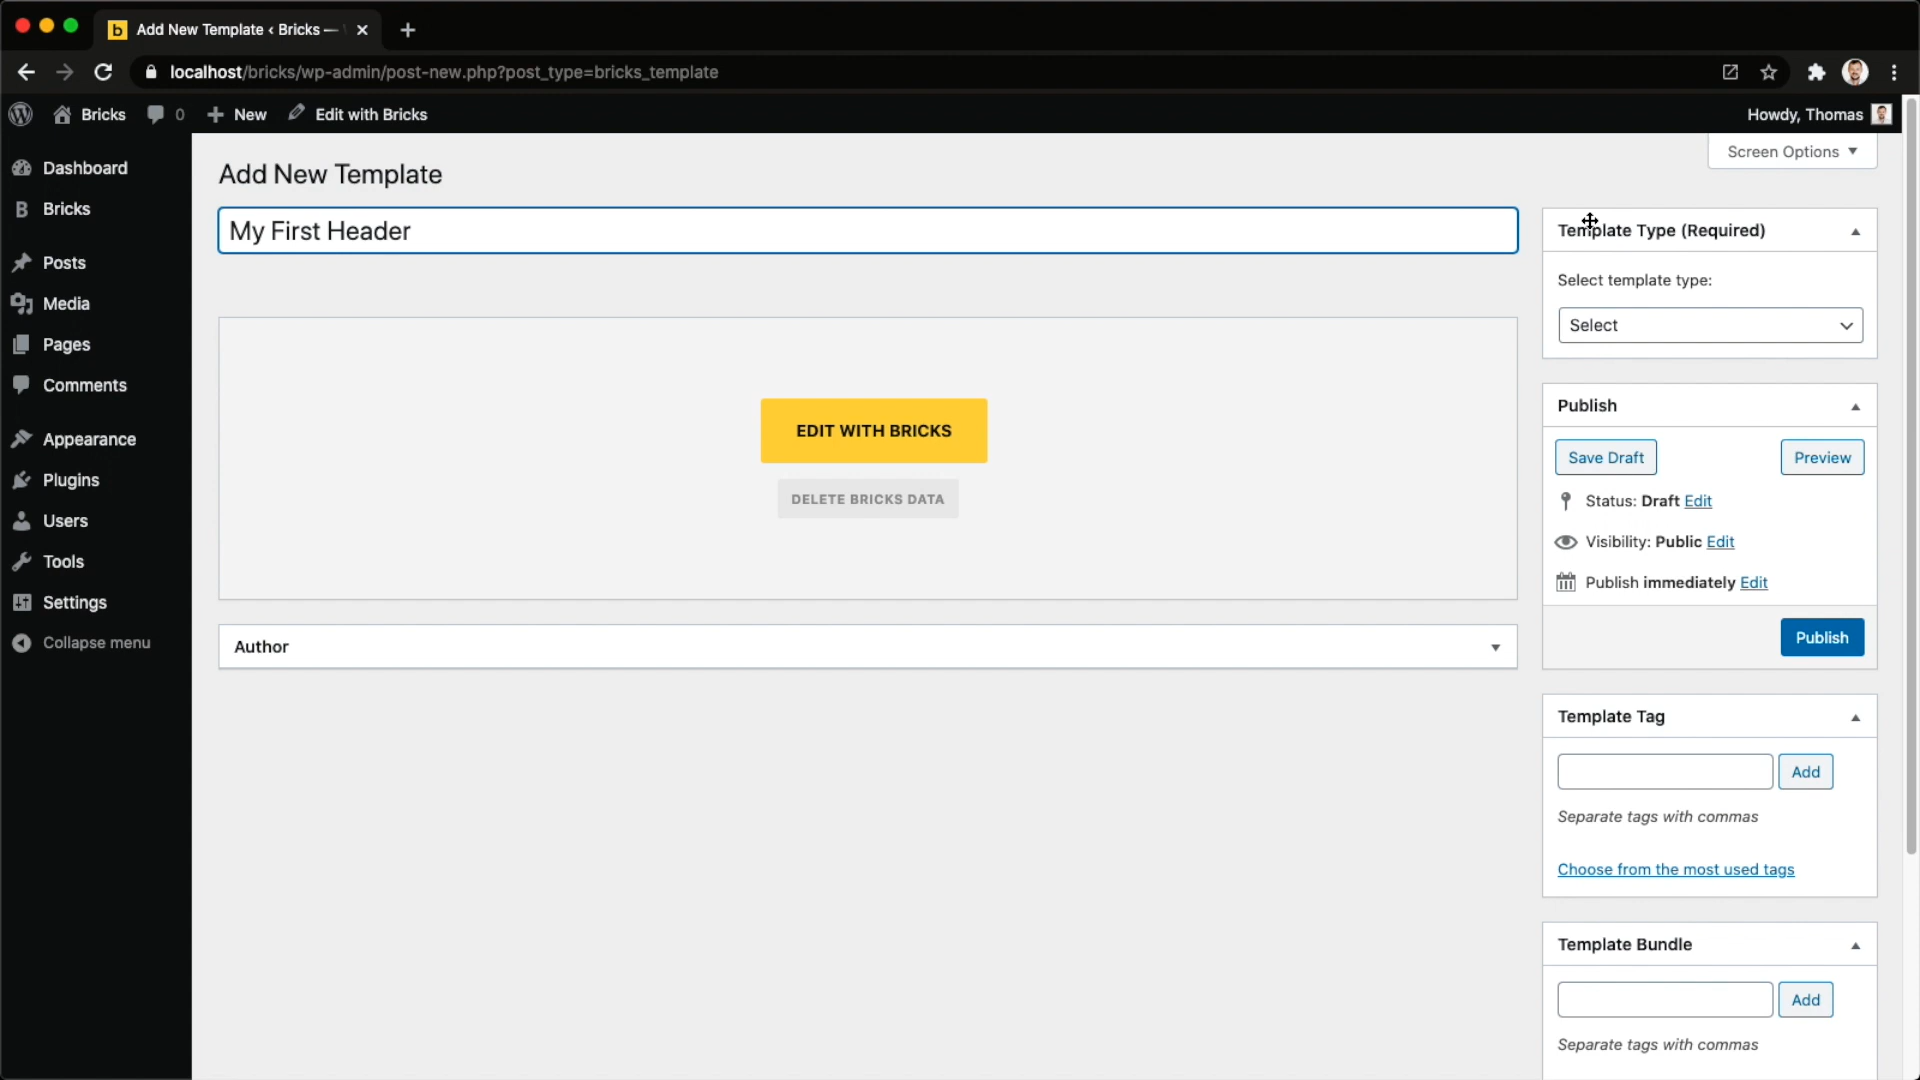 Add New Template ‹ Bricks —
localhost/bricks/wp-admin/post-new.php?post_type=bricks_template
Bricks 0 New Edit with Bricks Howdy, Thomas
Screen Options
Dashboard
Bricks
Posts
Media
Pages
Comments
Appearance
Plugins
Users
Tools
Settings
Collapse menu
Add New Template
My First Header
EDIT WITH BRICKS
DELETE BRICKS DATA
Author
Template Type (Required)
Select template type:
Select
Publish
Save Draft Preview
Status: Draft Edit
Visibility: Public Edit
Publish immediately Edit
Publish
Template Tag
Add
Separate tags with commas
Choose from the most used tags
Template Bundle
Add
Separate tags with commas